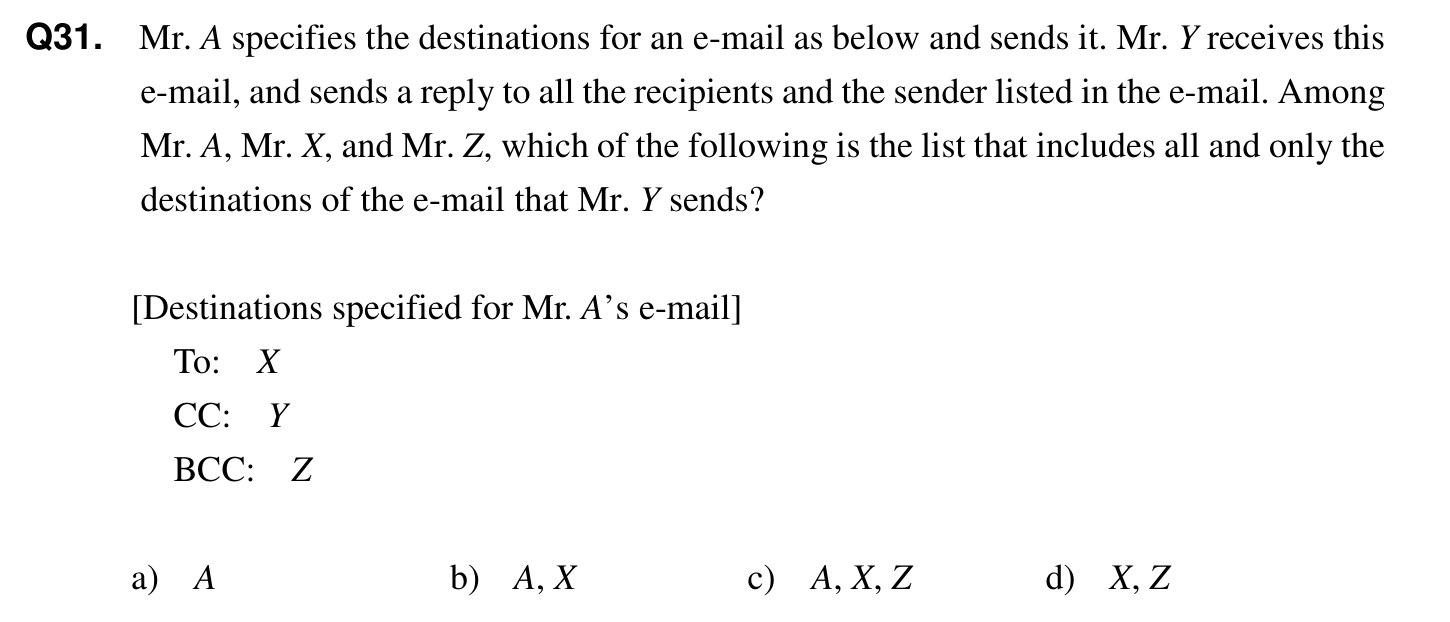 Q31. Mr. A specifies the destinations for an e-mail as below and sends it. Mr. Y receives this
e-mail, and sends a reply to all the recipients and the sender listed in the e-mail. Among
Mr. A, Mr. X, and Mr. Z, which of the following is the list that includes all and only the
destinations of the e-mail that Mr. Y sends?
[Destinations specified for Mr. A’s e-mail]
To: X
CC: Y
BCC: Z
a) A b) A, X c) A, X, Z d) X, Z